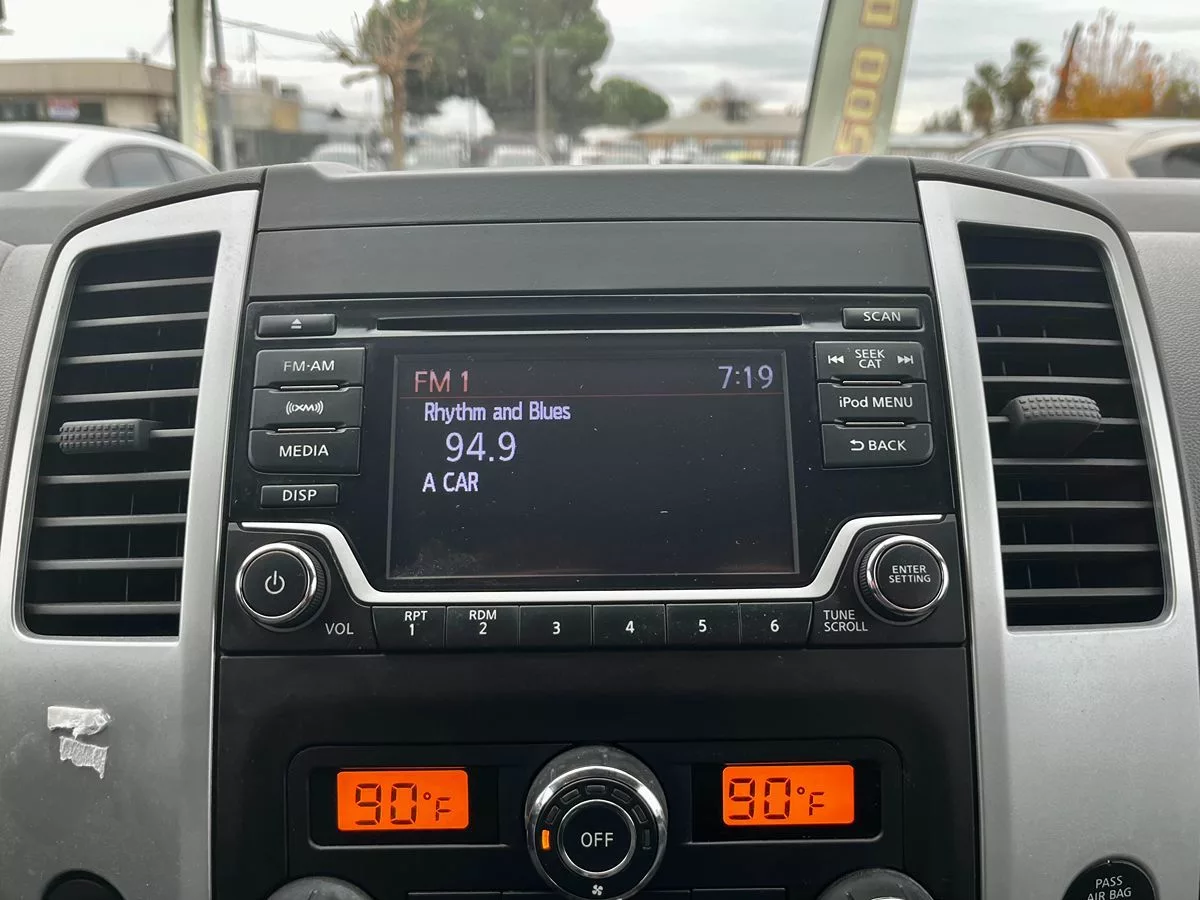 500 D
SCAN
FM·AM
SEEK
CAT
((XM))
iPod MENU
MEDIA
BACK
DISP
FM 1
7:19
Rhythm and Blues
94.9
A CAR
ENTER
SETTING
VOL
RPT
1
RDM
2
3
4
5
6
TUNE
SCROLL
90°F
OFF
90°F
PASS
AIR BAG